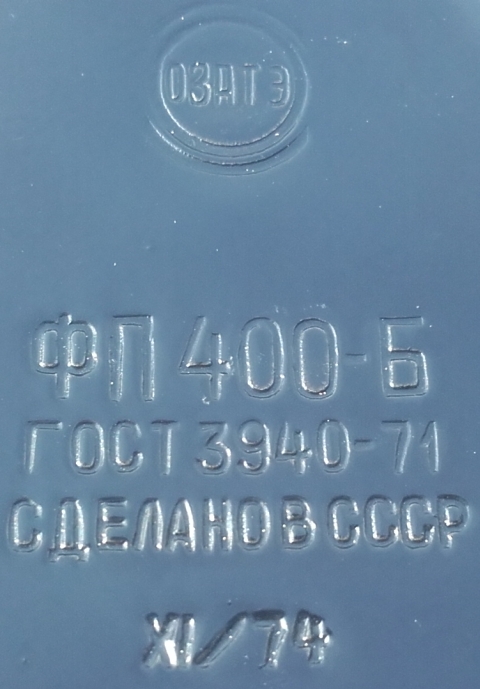 ОЗАТЭ
ФП 400-Б
ГОСТ 3940-71
СДЕЛАНО В СССР
XI/74